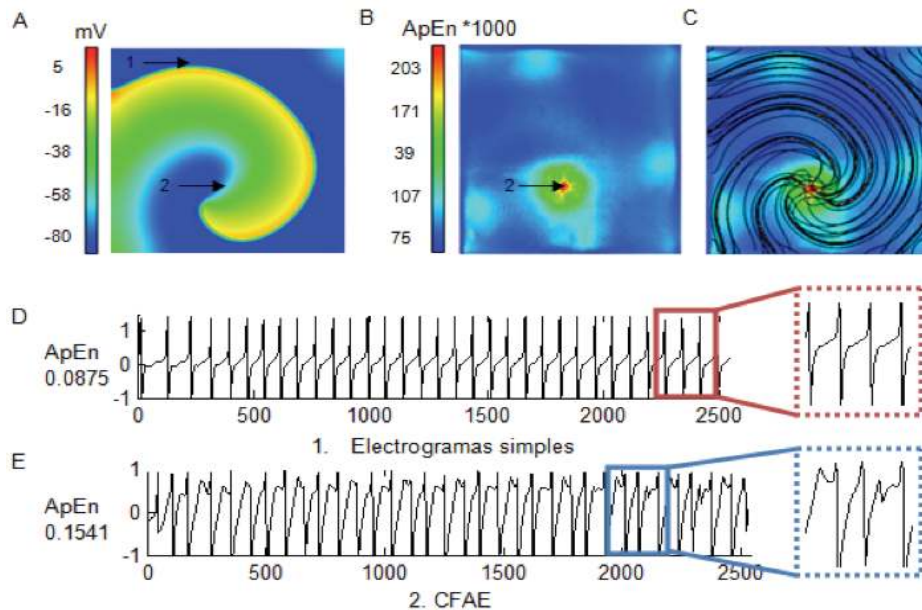 A
mV
5
-16
-38
-58
-80
1
2
B
ApEn *1000
203
171
39
107
75
2
C
D
ApEn
0.0875
1
0
-1
0 500 1000 1500 2000 2500
1. Electrogramas simples
E
ApEn
0.1541
1
0
-1
0 500 1000 1500 2000 2500
2. CFAE